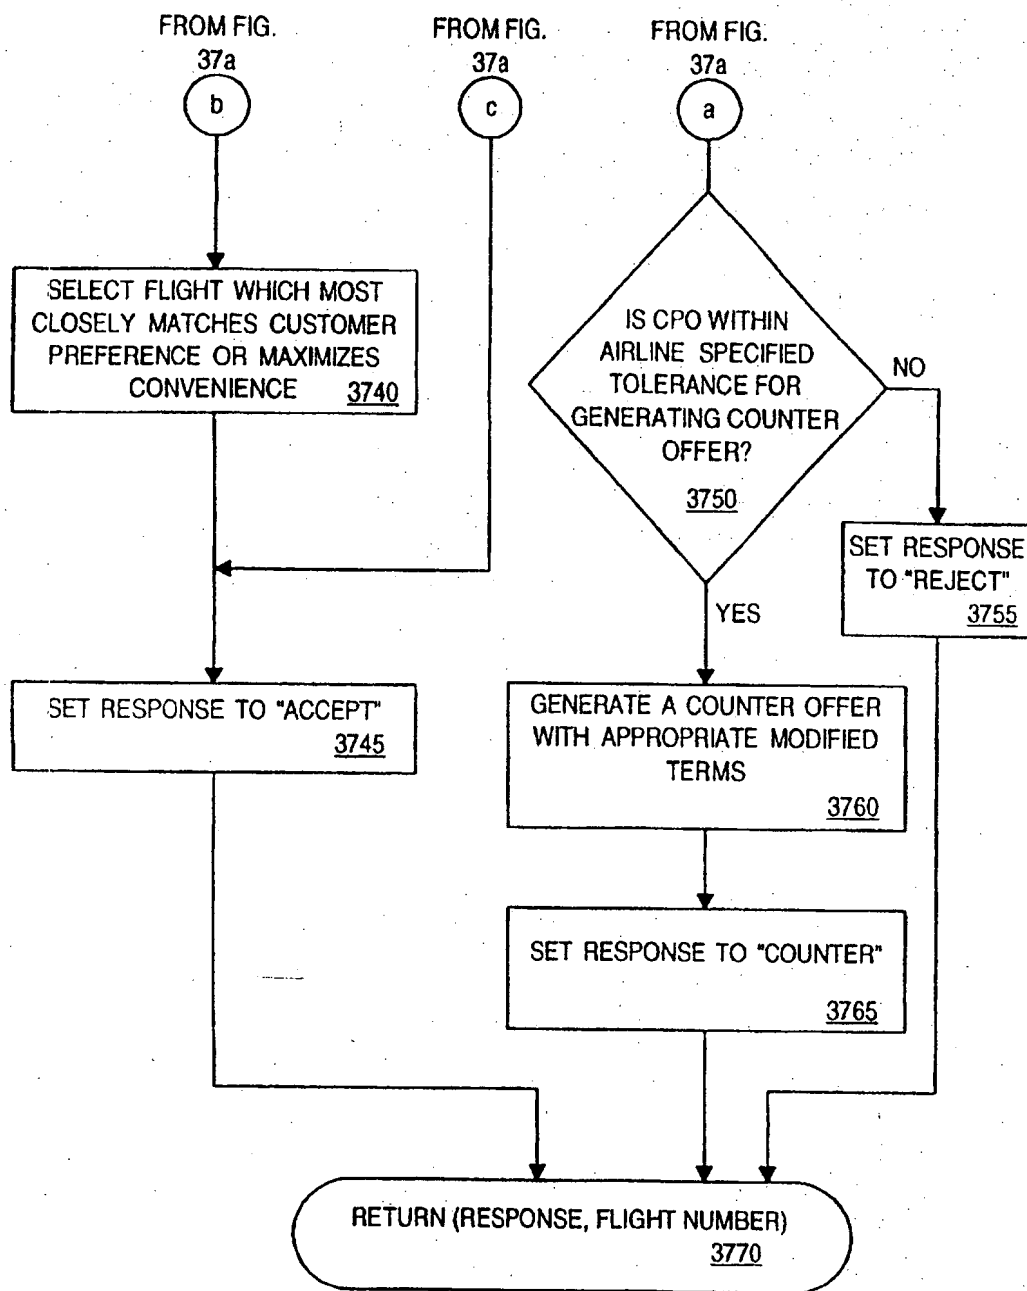 FROM FIG.
37a
b
FROM FIG.
37a
c
FROM FIG.
37a
a
SELECT FLIGHT WHICH MOST
CLOSELY MATCHES CUSTOMER
PREFERENCE OR MAXIMIZES
CONVENIENCE 3740
IS CPO WITHIN
AIRLINE SPECIFIED
TOLERANCE FOR
GENERATING COUNTER
OFFER?
3750
NO
SET RESPONSE
TO "REJECT"
3755
YES
SET RESPONSE TO "ACCEPT"
3745
GENERATE A COUNTER OFFER
WITH APPROPRIATE MODIFIED
TERMS
3760
SET RESPONSE TO "COUNTER"
3765
RETURN (RESPONSE, FLIGHT NUMBER)
3770